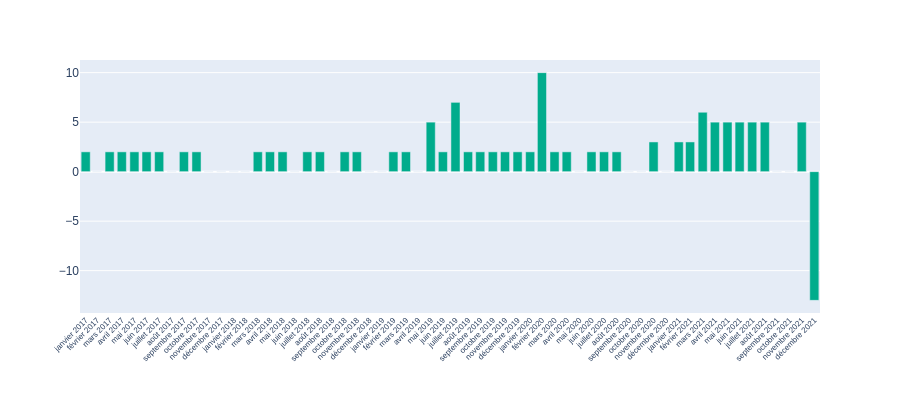 10
5
0
−5
−10
janvier 2017
février 2017
mars 2017
avril 2017
mai 2017
juin 2017
juillet 2017
août 2017
septembre 2017
octobre 2017
novembre 2017
décembre 2017
janvier 2018
février 2018
mars 2018
avril 2018
mai 2018
juin 2018
juillet 2018
août 2018
septembre 2018
octobre 2018
novembre 2018
décembre 2018
janvier 2019
février 2019
mars 2019
avril 2019
mai 2019
juin 2019
juillet 2019
août 2019
septembre 2019
octobre 2019
novembre 2019
décembre 2019
janvier 2020
février 2020
mars 2020
avril 2020
mai 2020
juin 2020
juillet 2020
août 2020
septembre 2020
octobre 2020
novembre 2020
décembre 2020
janvier 2021
février 2021
mars 2021
avril 2021
mai 2021
juin 2021
juillet 2021
août 2021
septembre 2021
octobre 2021
novembre 2021
décembre 2021